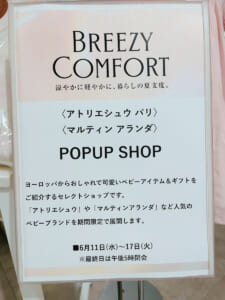 BREEZY
COMFORT
涼やかに軽やかに、暮らしの夏支度。
〈アトリエシュウ パリ〉
〈マルティン アランダ〉
POPUP SHOP
ヨーロッパからおしゃれで可愛いベビーアイテム&ギフトを
ご紹介するセレクトショップです。
「アトリエシュウ」や「マルティンアランダ」など人気の
ベビーブランドを期間限定で展開します。
■6月11日(水)〜17日(火)
※最終日は午後5時閉会